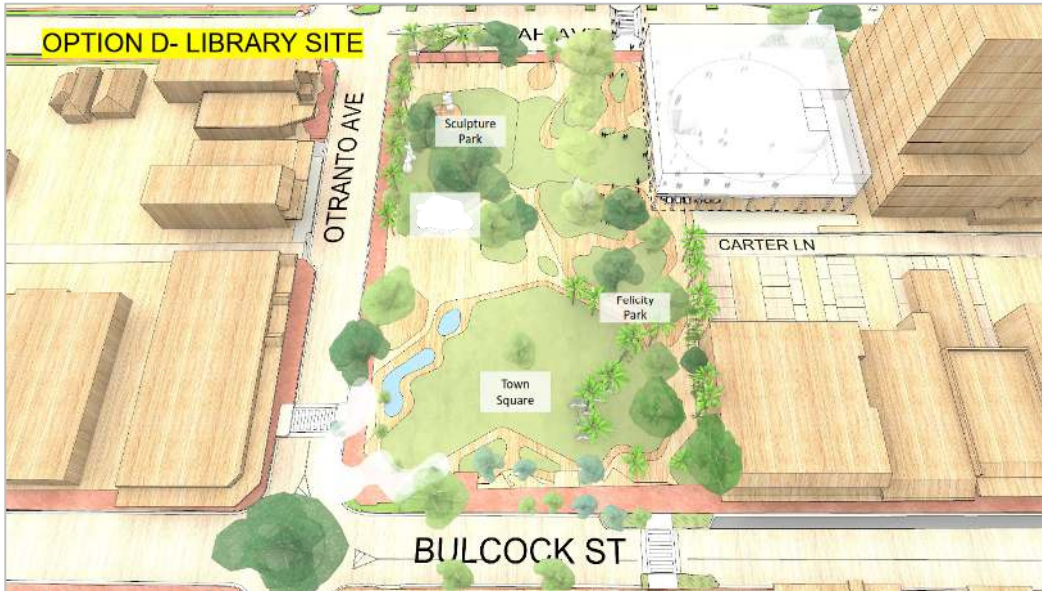 OPTION D- LIBRARY SITE
OTRANTO AVE
Sculpture
Park
CARTER LN
Felicity
Park
Town
Square
BULCOCK ST